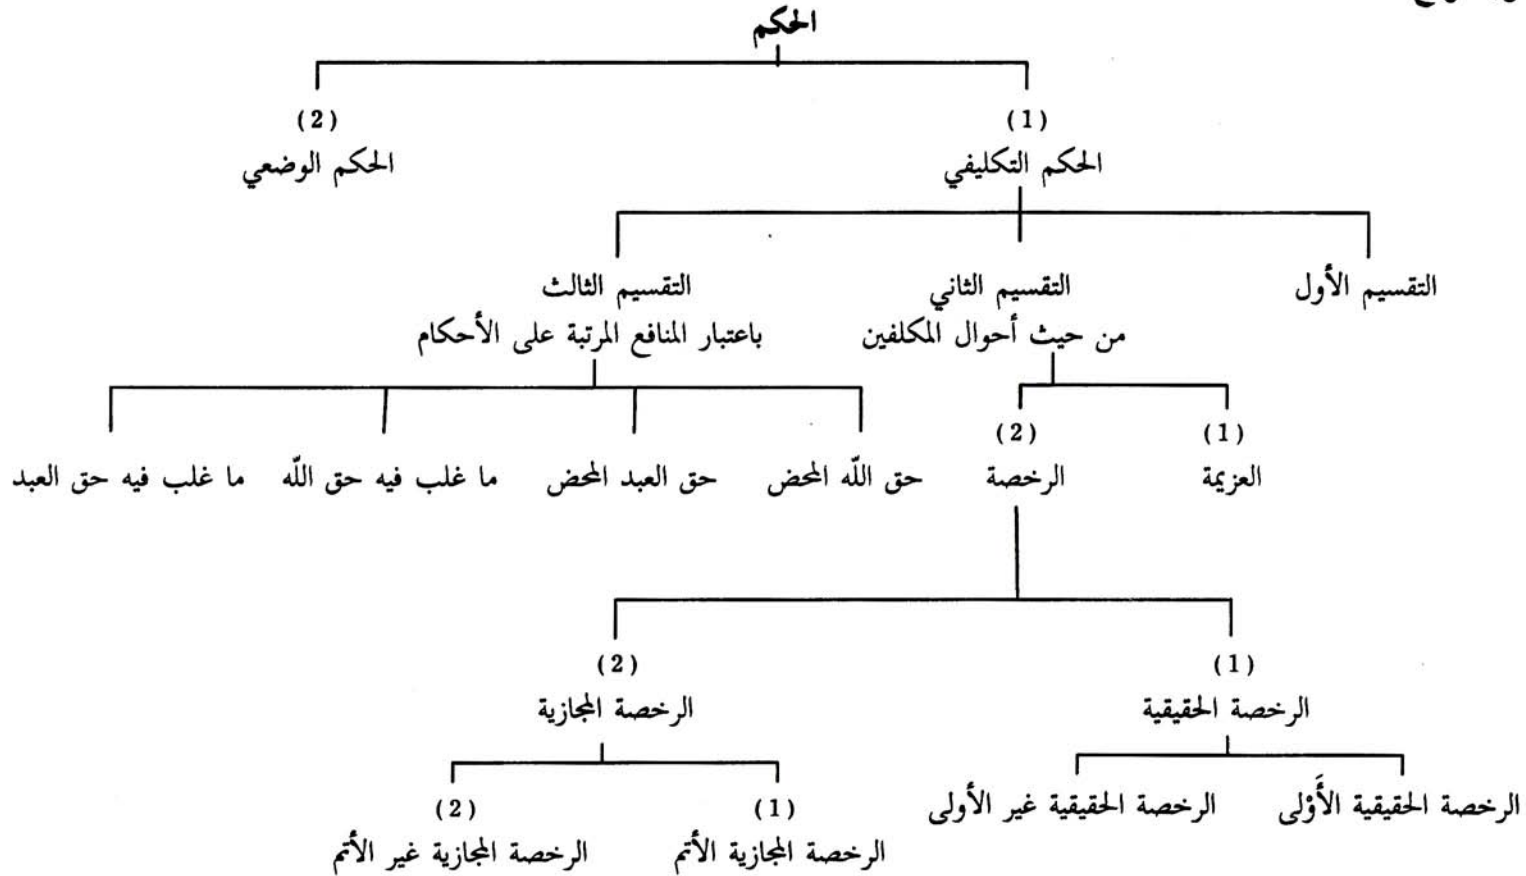 الحكم
(1)
(2)
الحكم التكليفي
الحكم الوضعي
التقسيم الأول
التقسيم الثاني
التقسيم الثالث
من حيث أحوال المكلفين
باعتبار المنافع المرتبة على الأحكام
(1)
(2)
العزيمة
الرخصة
حق اللّه المحض
حق العبد المحض
ما غلب فيه حق اللّه
ما غلب فيه حق العبد
(1)
(2)
الرخصة الحقيقية
الرخصة المجازية
الرخصة الحقيقية الأَوْلى
الرخصة الحقيقية غير الأولى
(1)
(2)
الرخصة المجازية الأتم
الرخصة المجازية غير الأتم